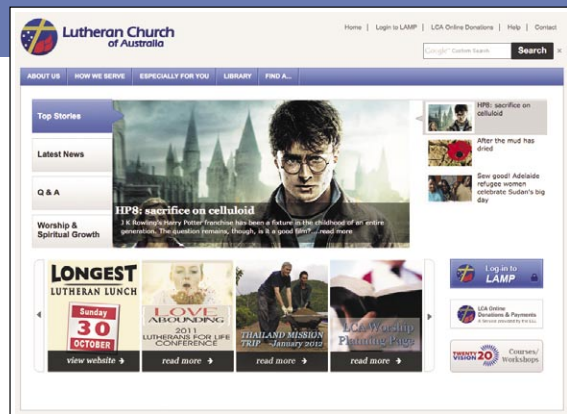 Lutheran Church
of Australia
Home | Login to LAMP | LCA Online Donations | Help | Contact
Google™ Custom Search
Search
×
ABOUT US
HOW WE SERVE
ESPECIALLY FOR YOU
LIBRARY
FIND A...
Top Stories
Latest News
Q & A
Worship &
Spiritual Growth
HP8: sacrifice on celluloid
J K Rowling's Harry Potter franchise has been a fixture in the childhood of an entire
generation. The question remains, though, is it a good film?... read more
HP8: sacrifice on
celluloid
After the mud has
dried
Sew good! Adelaide
refugee women
celebrate Sudan's big
day
LONGEST
LUTHERAN LUNCH
Sunday
30
OCTOBER
view website
LOVE
ABOUNDING
2011
LUTHERANS FOR LIFE
CONFERENCE
read more
THAILAND MISSION
TRIP ~January 2012
read more
LCA Worship
Planning Page
read more
Log-in to
LAMP
LCA Online
Donations & Payments
TWENTY
VISION 20
Courses/
Workshops